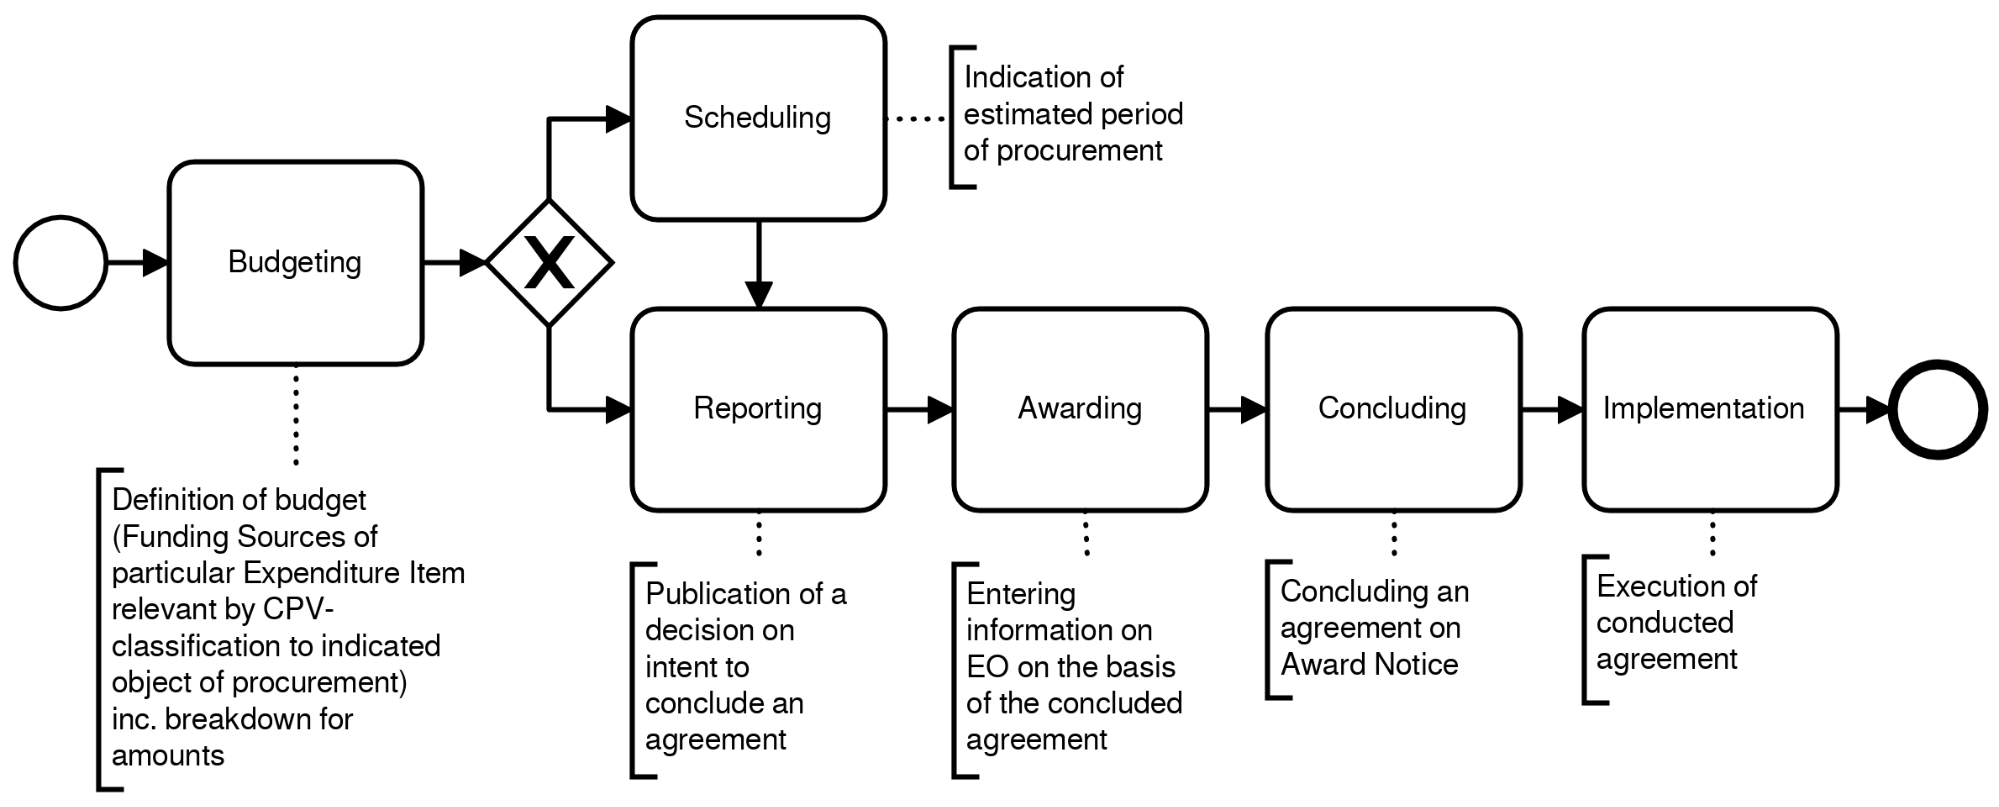 Scheduling
Indication of
estimated period
of procurement
Budgeting
X
Reporting
Awarding
Concluding
Implementation
Definition of budget
(Funding Sources of
particular Expenditure Item
relevant by CPV-
classification to indicated
object of procurement)
inc. breakdown for
amounts
Publication of a
decision on
intent to
conclude an
agreement
Entering
information on
EO on the basis
of the concluded
agreement
Concluding an
agreement on
Award Notice
Execution of
conducted
agreement